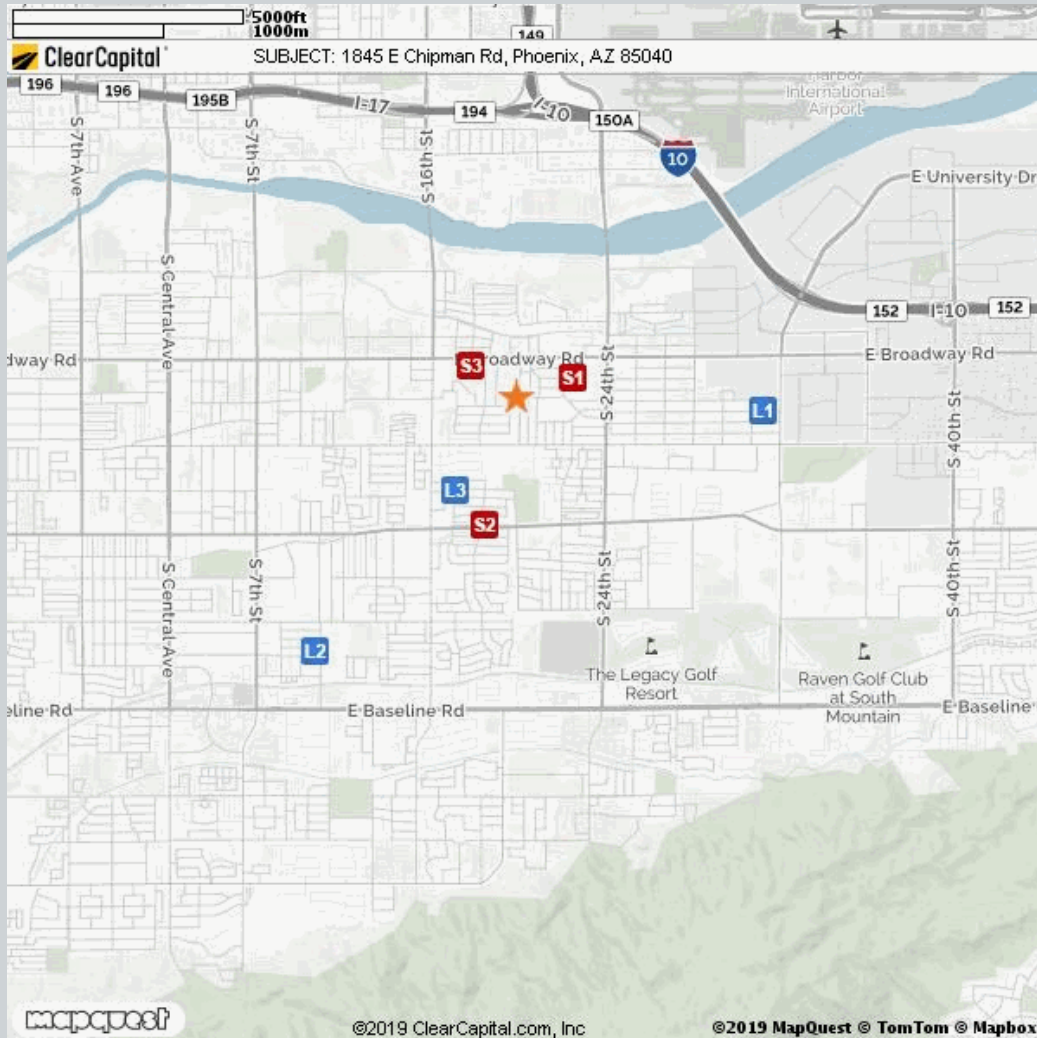 5000ft
1000m
149
ClearCapital
SUBJECT: 1845 E Chipman Rd, Phoenix, AZ 85040
Harbor
International
Airport
196
196
195B
I-17
194
I-10
150A
10
S 7th Ave
S 7th St
S 16th St
E University Dr
S Central Ave
152
I-10
152
dway Rd
S3
roadway Rd
S1
S 24th St
E Broadway Rd
L1
S 40th St
L3
S2
S 7th St
S Central Ave
S 24th St
S 40th St
L2
The Legacy Golf
Resort
Raven Golf Club
at South
Mountain
eline Rd
E Baseline Rd
E Baseline
mapquest
©2019 ClearCapital.com, Inc
©2019 MapQuest © TomTom © Mapbox